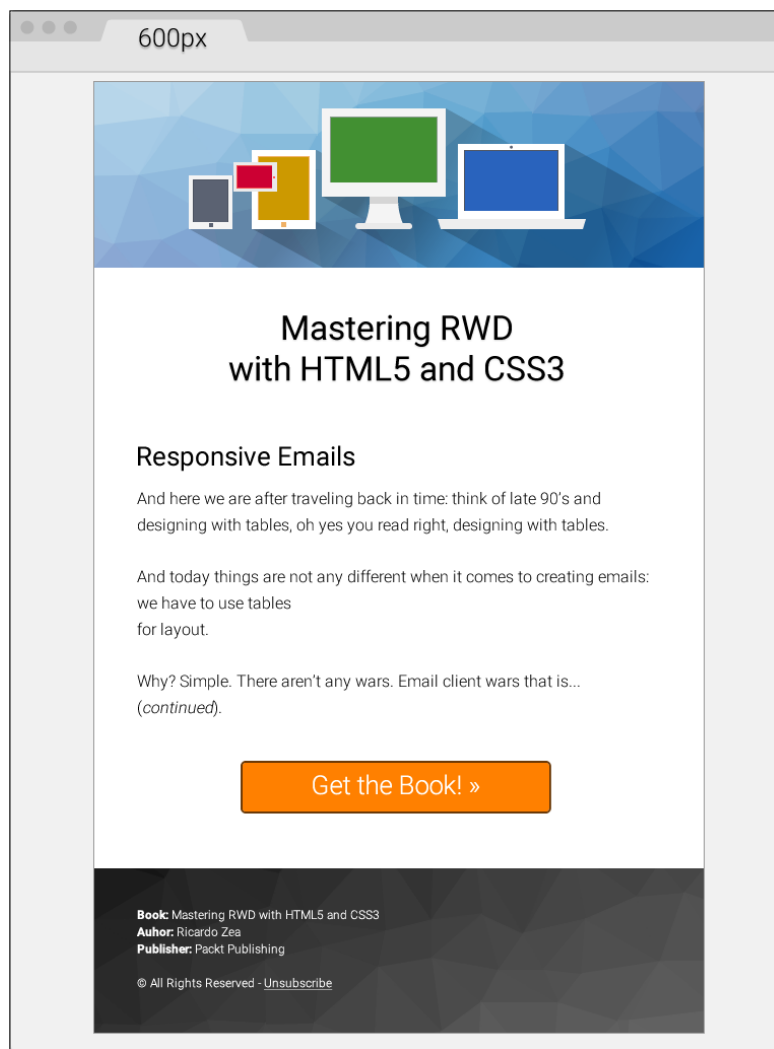 600px
Mastering RWD
with HTML5 and CSS3
Responsive Emails
And here we are after traveling back in time: think of late 90's and
designing with tables, oh yes you read right, designing with tables.
And today things are not any different when it comes to creating emails:
we have to use tables
for layout.
Why? Simple. There aren't any wars. Email client wars that is...
(continued).
Get the Book! »
Book: Mastering RWD with HTML5 and CSS3
Auhor: Ricardo Zea
Publisher: Packt Publishing
© All Rights Reserved - Unsubscribe